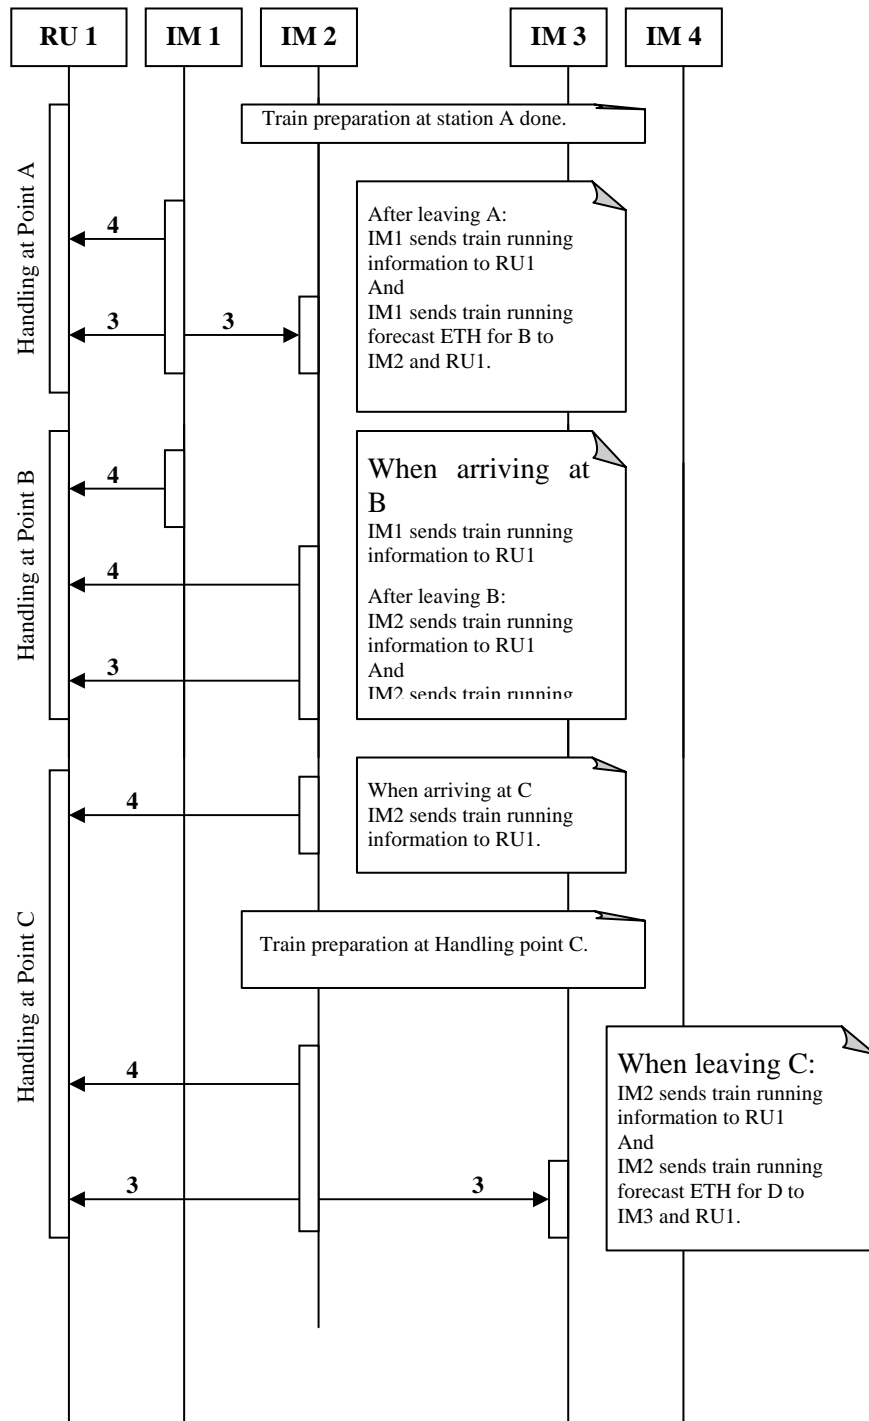 RU 1
IM 1
IM 2
IM 3
IM 4
Train preparation at station A done.
Handling at Point A
4
3
3
After leaving A:
IM1 sends train running
information to RU1
And
IM1 sends train running
forecast ETH for B to
IM2 and RU1.
Handling at Point B
4
4
3
When arriving at
B
IM1 sends train running
information to RU1
After leaving B:
IM2 sends train running
information to RU1
And
IM2 sends train running
Handling at Point C
4
When arriving at C
IM2 sends train running
information to RU1.
Train preparation at Handling point C.
4
3
3
When leaving C:
IM2 sends train running
information to RU1
And
IM2 sends train running
forecast ETH for D to
IM3 and RU1.